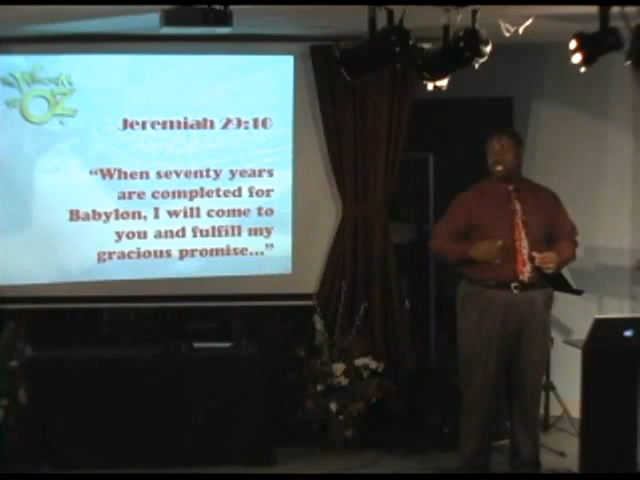 The Wizard
of OZ
Jeremiah 29:10
“When seventy years
are completed for
Babylon, I will come to
you and fulfill my
gracious promise...”